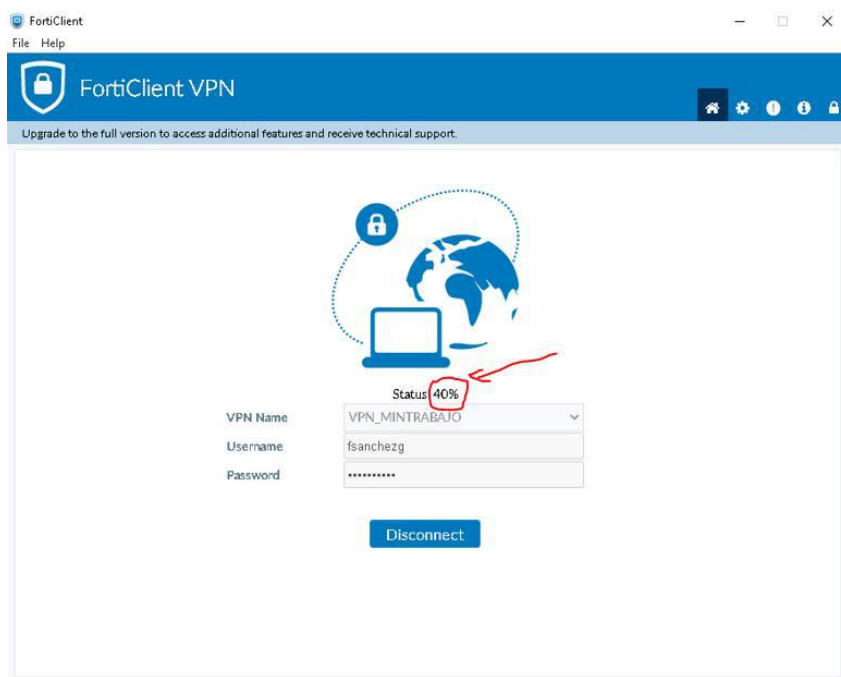 FortiClient
File Help
FortiClient VPN
Upgrade to the full version to access additional features and receive technical support.
Status: 40%
VPN Name VPN_MINTRABAJO
Username fsanchezg
Password ••••••••••
Disconnect